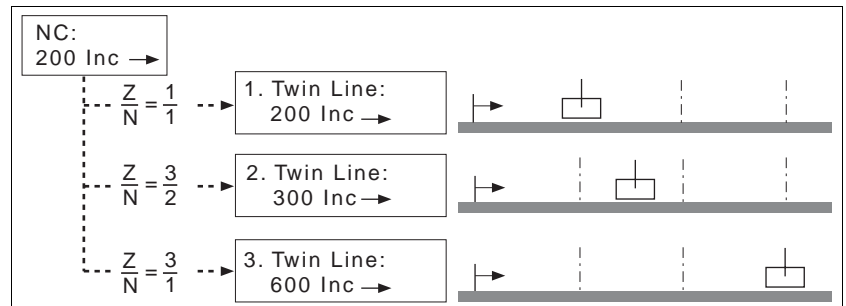 NC:
200 Inc
Z/N = 1/1
1. Twin Line:
200 Inc
Z/N = 3/2
2. Twin Line:
300 Inc
Z/N = 3/1
3. Twin Line:
600 Inc